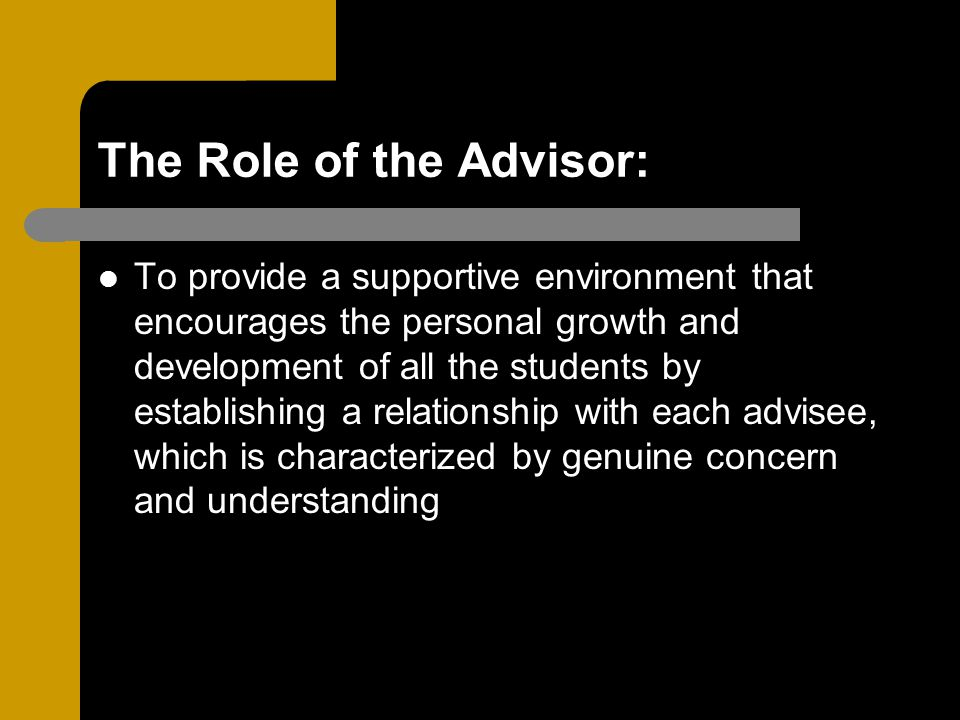 The Role of the Advisor:
● To provide a supportive environment that
encourages the personal growth and
development of all the students by
establishing a relationship with each advisee,
which is characterized by genuine concern
and understanding